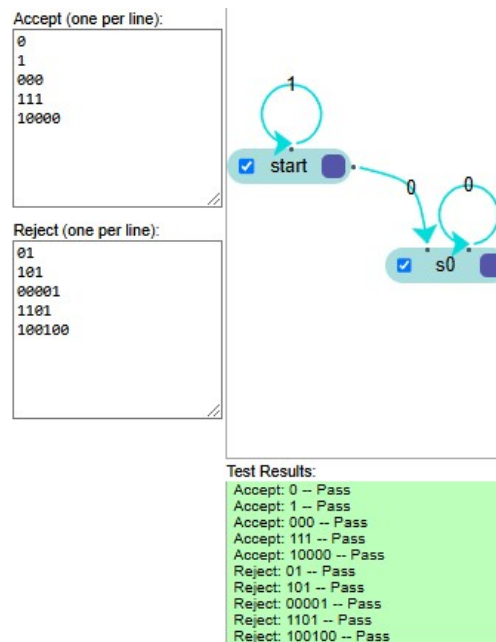 Accept (one per line):
0
1
000
111
10000
Reject (one per line):
01
101
00001
1101
100100
1
start
0
0
s0
Test Results:
Accept: 0 -- Pass
Accept: 1 -- Pass
Accept: 000 -- Pass
Accept: 111 -- Pass
Accept: 10000 -- Pass
Reject: 01 -- Pass
Reject: 101 -- Pass
Reject: 00001 -- Pass
Reject: 1101 -- Pass
Reject: 100100 -- Pass